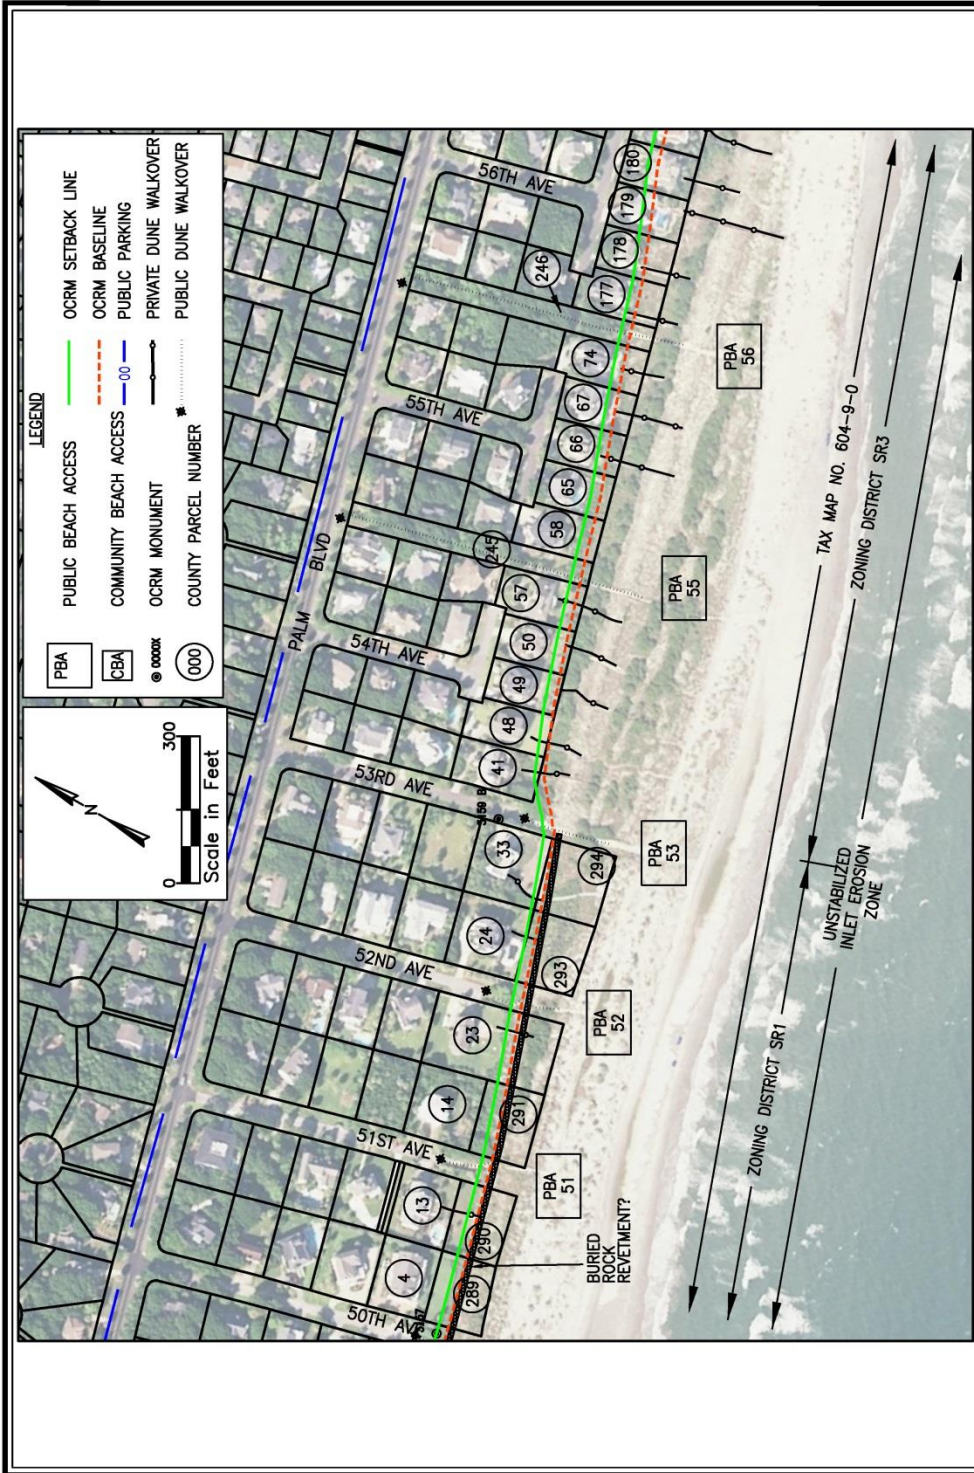 LEGEND
PBA
PUBLIC BEACH ACCESS
CBA
COMMUNITY BEACH ACCESS
00000X
OCRM MONUMENT
000
COUNTY PARCEL NUMBER
OCRM SETBACK LINE
OCRM BASELINE
00
PUBLIC PARKING
PRIVATE DUNE WALKOVER
PUBLIC DUNE WALKOVER
N
0
300
Scale in Feet
PALM BLVD
50TH AVE
51ST AVE
52ND AVE
53RD AVE
54TH AVE
55TH AVE
56TH AVE
4
13
14
23
24
33
41
48
49
50
57
245
58
65
66
67
74
246
177
178
179
180
289
290
291
293
294
PBA
51
PBA
52
PBA
53
PBA
55
PBA
56
BURIED
ROCK
REVETMENT?
TAX MAP NO. 604-9-0
ZONING DISTRICT SR1
ZONING DISTRICT SR3
UNSTABILIZED
INLET EROSION
ZONE